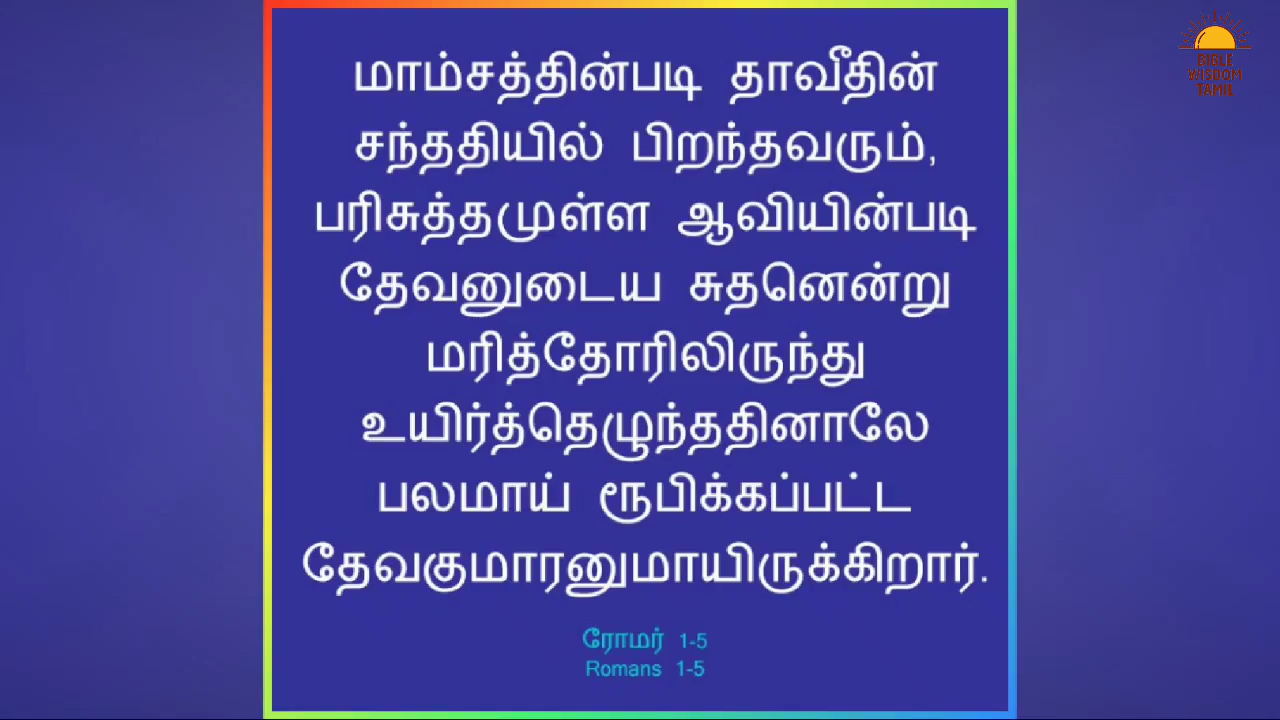 மாம்சத்தின்படி தாவீதின்
சந்ததியில் பிறந்தவரும்,
பரிசுத்தமுள்ள ஆவியின்படி
தேவனுடைய சுதனென்று
மரித்தோரிலிருந்து
உயிர்த்தெழுந்ததினாலே
பலமாய் ரூபிக்கப்பட்ட
தேவகுமாரனுமாயிருக்கிறார்.
ரோமர் 1-5
Romans 1-5
BIBLE
WISDOM
TAMIL